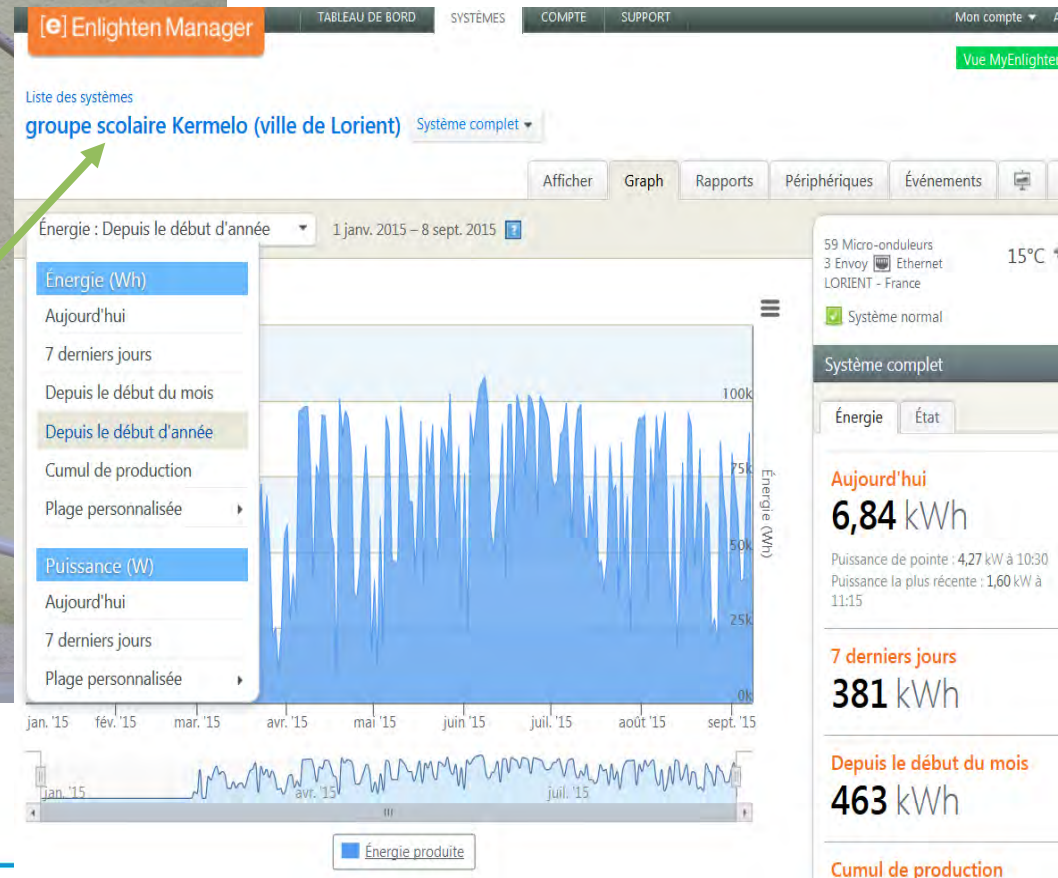 [e] Enlighten Manager
TABLEAU DE BORD SYSTÈMES COMPTE SUPPORT
Mon compte
Vue MyEnlighten
Liste des systèmes
groupe scolaire Kermelo (ville de Lorient) Système complet
Afficher Graph Rapports Périphériques Événements
Énergie : Depuis le début d'année 1 janv. 2015 – 8 sept. 2015 ?
Énergie (Wh)
Aujourd'hui
7 derniers jours
Depuis le début du mois
Depuis le début d'année
Cumul de production
Plage personnalisée
Puissance (W)
Aujourd'hui
7 derniers jours
Plage personnalisée
100k
75k
50k
25k
0k
Énergie (Wh)
jan. '15 fév. '15 mar. '15 avr. '15 mai '15 juin '15 juil. '15 août '15 sept. '15
jan. '15 avr. '15 juil. '15
Énergie produite
59 Micro-onduleurs
3 Envoy Ethernet
LORIENT - France
15°C
Système normal
Système complet
Énergie État
Aujourd'hui
6,84 kWh
Puissance de pointe : 4,27 kW à 10:30
Puissance la plus récente : 1,60 kW à
11:15
7 derniers jours
381 kWh
Depuis le début du mois
463 kWh
Cumul de production